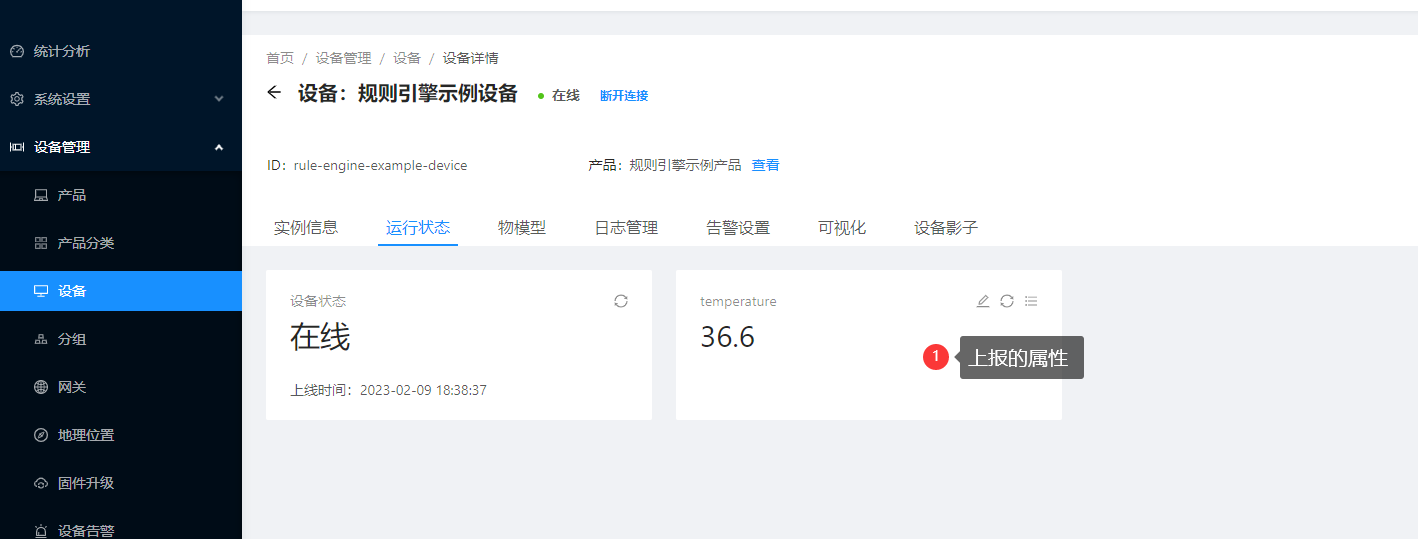 统计分析
系统设置
设备管理
产品
产品分类
设备
分组
网关
地理位置
固件升级
设备告警
首页 / 设备管理 / 设备 / 设备详情
设备：规则引擎示例设备 在线 断开连接
ID：rule-engine-example-device 产品：规则引擎示例产品 查看
实例信息 运行状态 物模型 日志管理 告警设置 可视化 设备影子
设备状态
在线
上线时间：2023-02-09 18:38:37
temperature
36.6
1 上报的属性